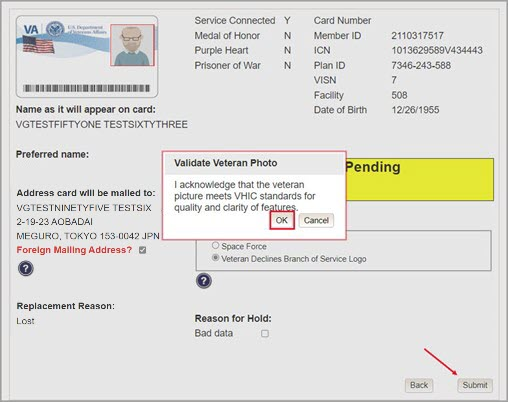 VA
U.S. Department
of Veterans Affairs
Service Connected Y
Medal of Honor N
Purple Heart N
Prisoner of War N
Card Number
Member ID 2110317517
ICN 1013629589V434443
Plan ID 7346-243-588
VISN 7
Facility 508
Date of Birth 12/26/1955
Name as it will appear on card:
VGTESTFIFTYONE TESTSIXTYTHREE
Preferred name:
Pending
Validate Veteran Photo
I acknowledge that the veteran
picture meets VHIC standards for
quality and clarity of features.
OK Cancel
Address card will be mailed to:
VGTESTNINETYFIVE TESTSIX
2-19-23 AOBADAI
MEGURO, TOKYO 153-0042 JPN
Foreign Mailing Address?
?
Space Force
Veteran Declines Branch of Service Logo
?
Replacement Reason:
Lost
Reason for Hold:
Bad data
Back Submit